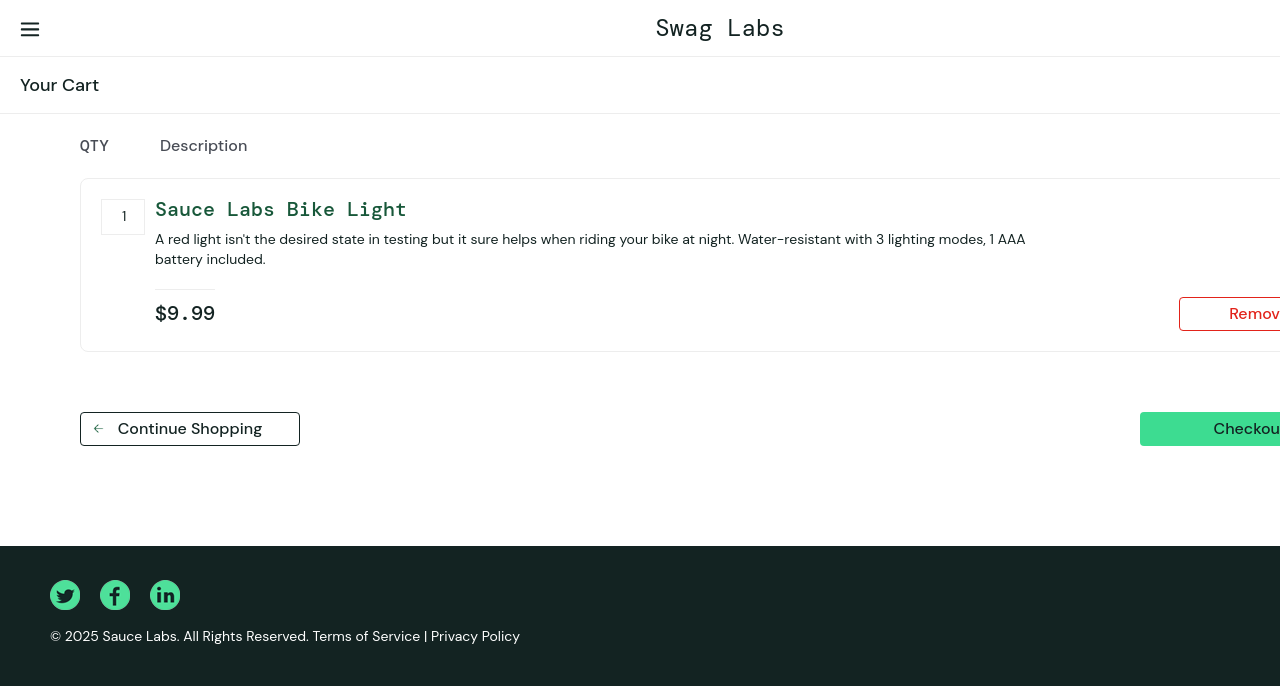 Swag Labs
Your Cart
QTY Description
1
Sauce Labs Bike Light
A red light isn't the desired state in testing but it sure helps when riding your bike at night. Water-resistant with 3 lighting modes, 1 AAA
battery included.
$9.99
Remov
Continue Shopping
Checkou
© 2025 Sauce Labs. All Rights Reserved. Terms of Service | Privacy Policy